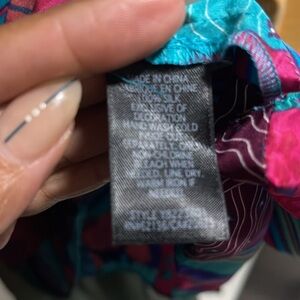 MADE IN CHINA
FABRIQUE EN CHINE
100% SILK
EXCLUSIVE OF
DECORATION
HAND WASH COLD
SEPARATELY. ONLY
NON-CHLORINE
BLEACH WHEN
NEEDED. LINE DRY.
WARM IRON IF
NEEDED
STYLE